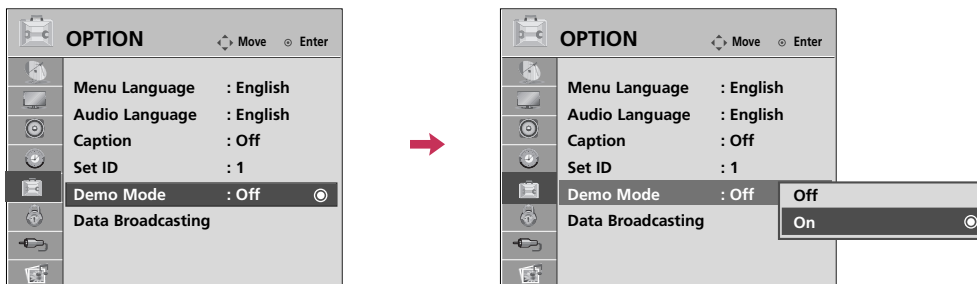 OPTION Move Enter
Menu Language : English
Audio Language : English
Caption : Off
Set ID : 1
Demo Mode : Off
Data Broadcasting
OPTION Move Enter
Menu Language : English
Audio Language : English
Caption : Off
Set ID : 1
Demo Mode : Off
Off
On
Data Broadcasting